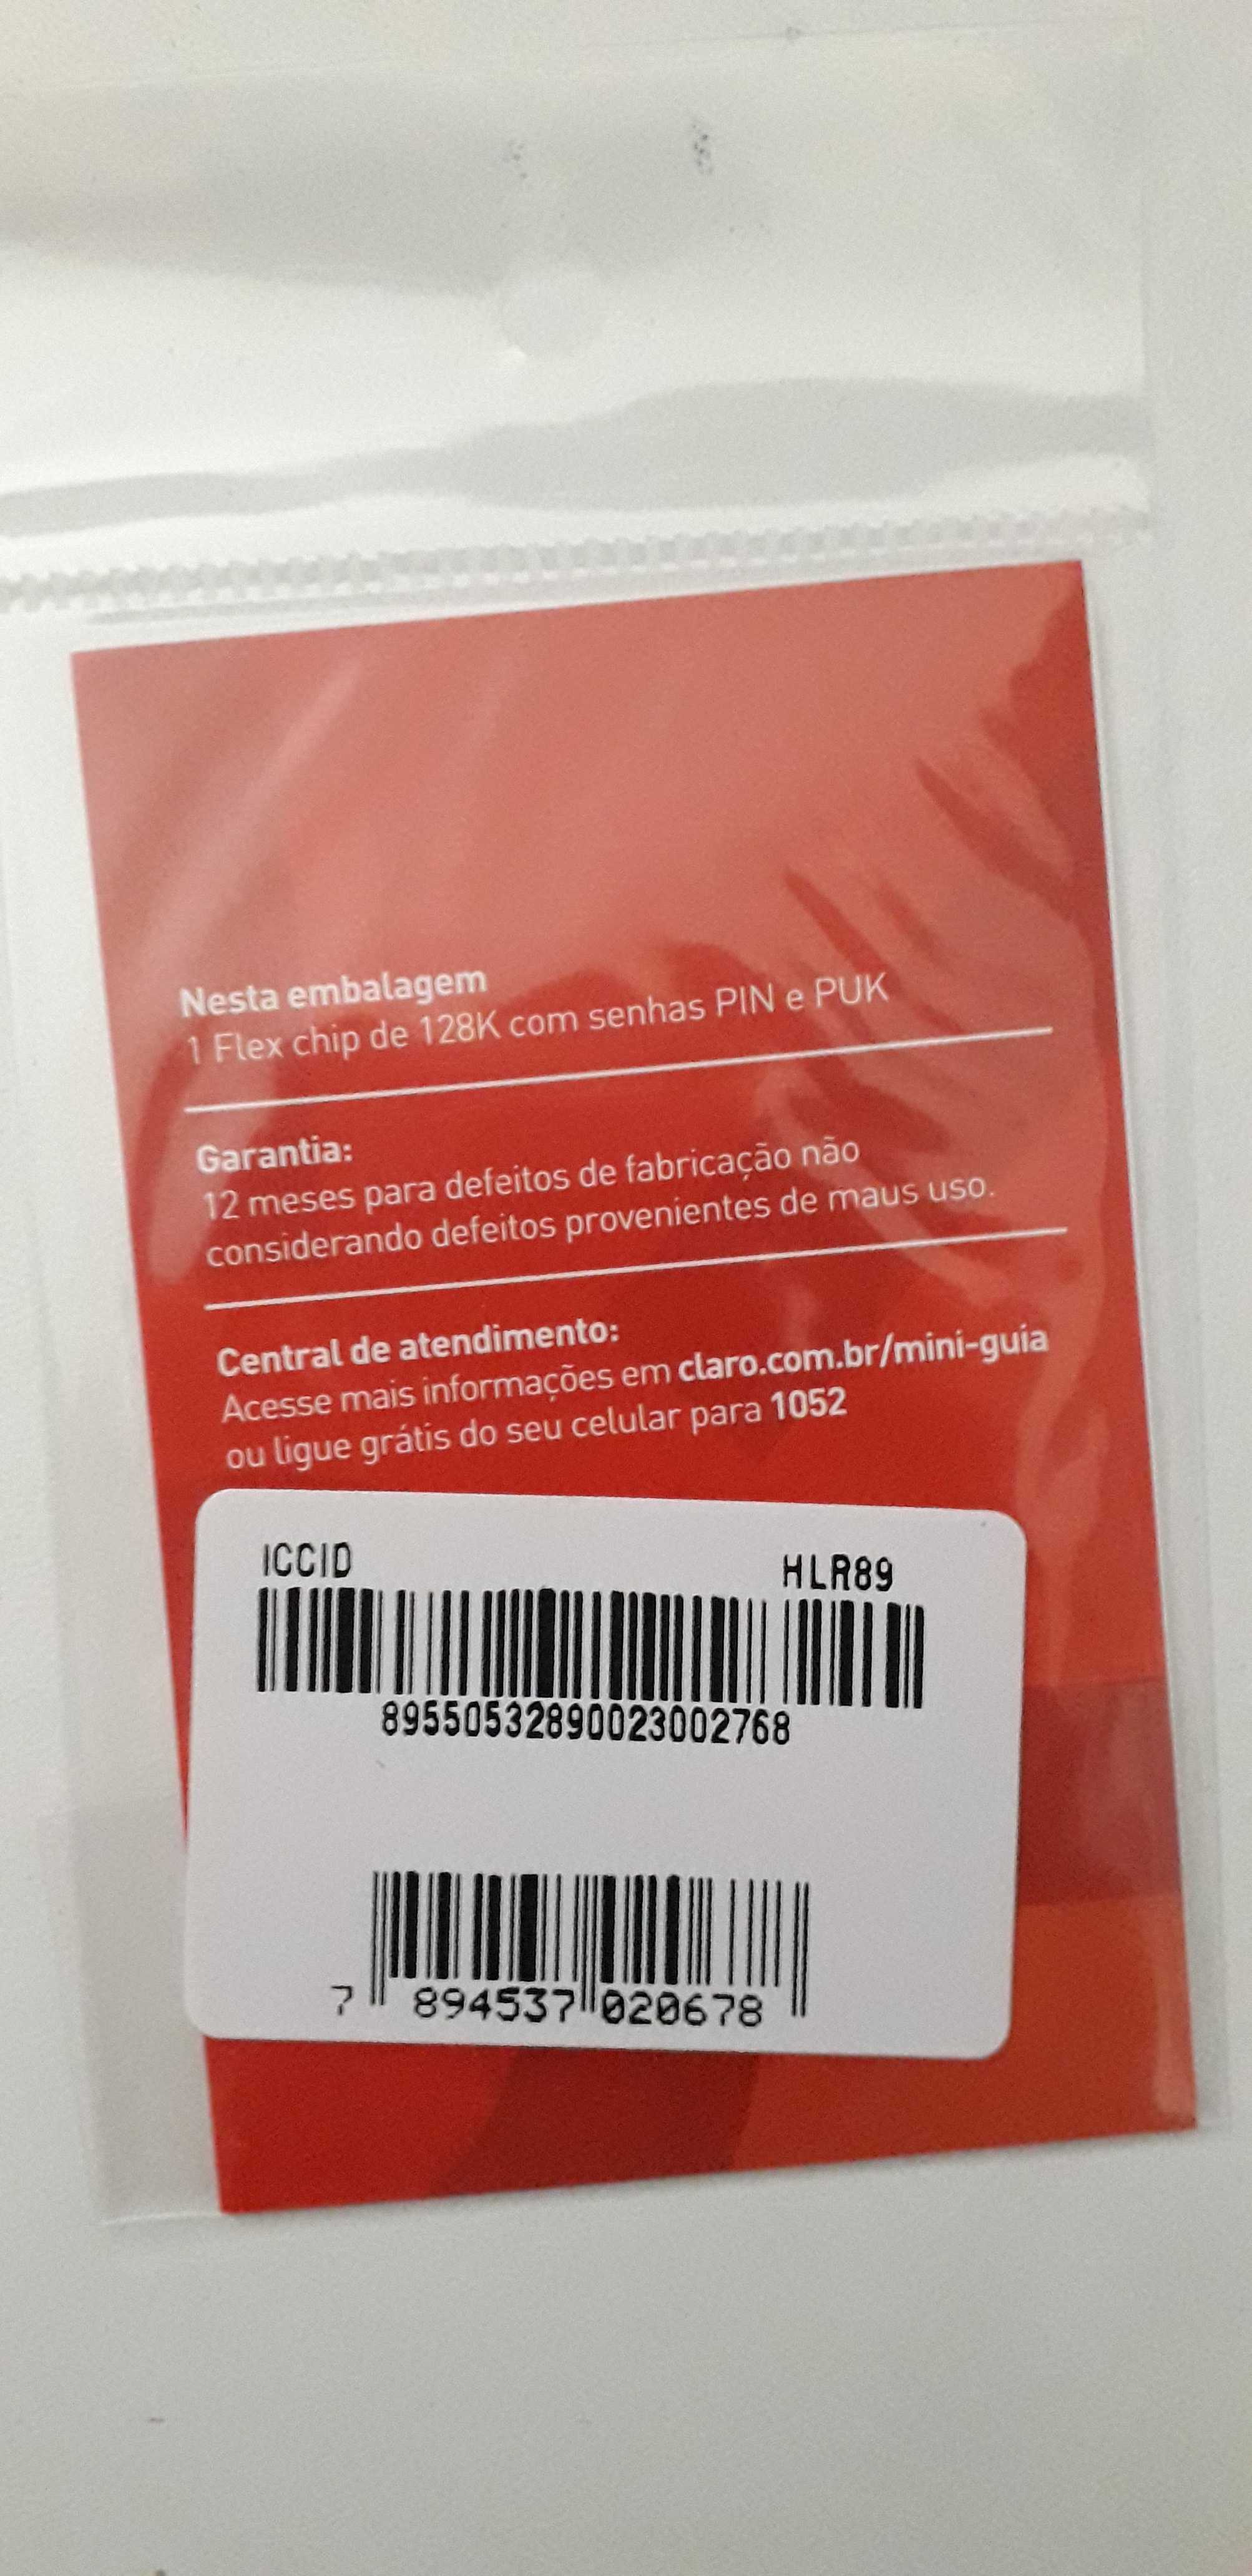 Nesta embalagem
1 Flex chip de 128K com senhas PIN e PUK
Garantia:
12 meses para defeitos de fabricação não
considerando defeitos provenientes de maus uso.
Central de atendimento:
Acesse mais informações em claro.com.br/mini-guia
ou ligue grátis do seu celular para 1052
ICCID HLR89
89550532890023002768
7 894537 020678